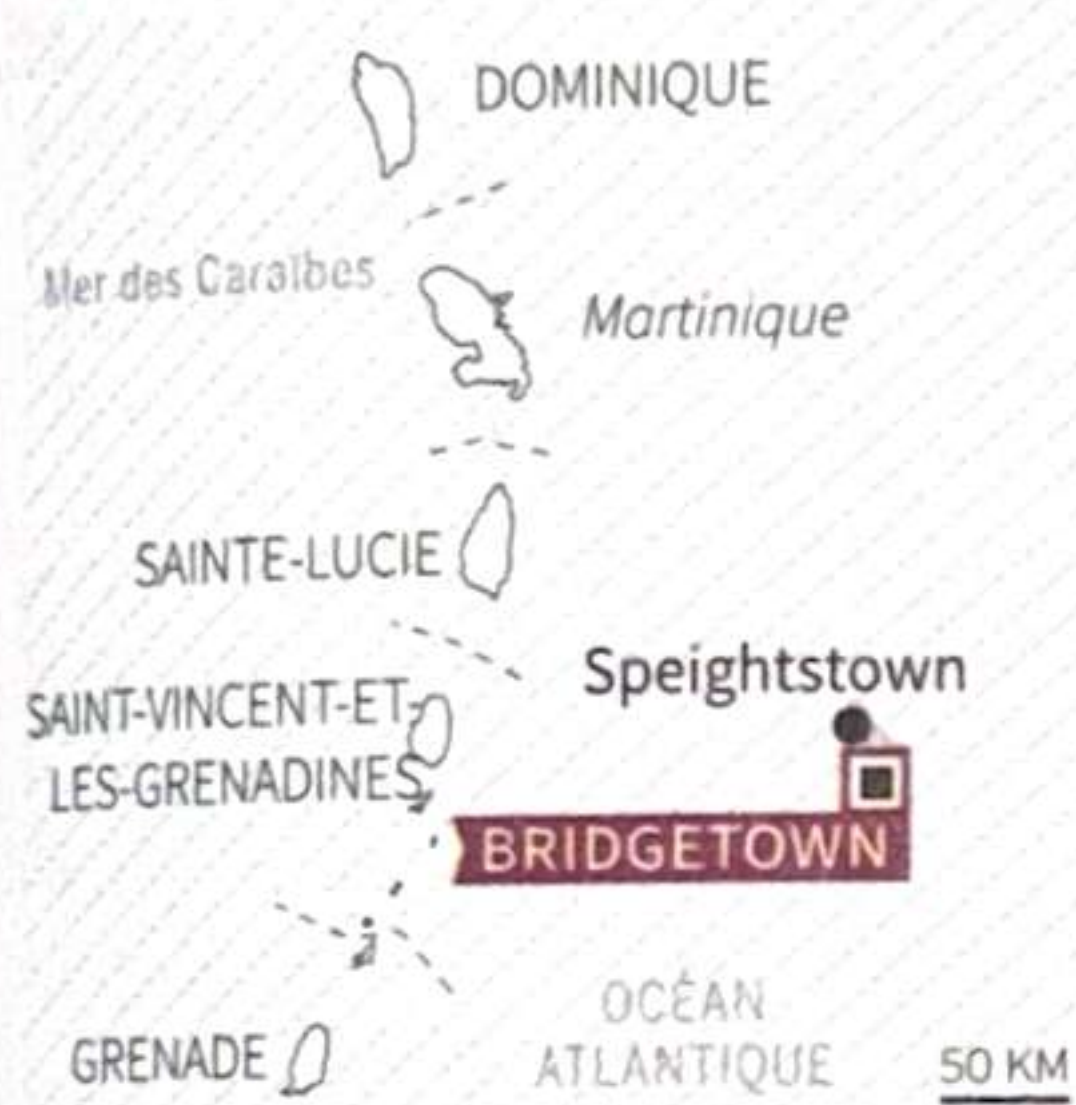 DOMINIQUE
Mer des Caraïbes
Martinique
SAINTE-LUCIE
Speightstown
SAINT-VINCENT-ET-
LES-GRENADINES
BRIDGETOWN
OCÉAN
ATLANTIQUE
GRENADE
50 KM